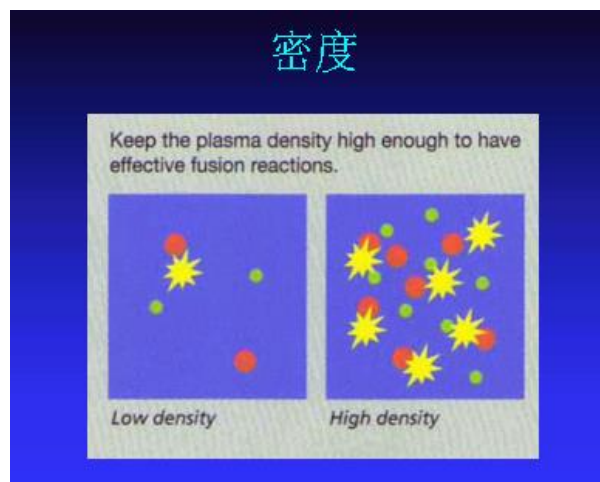 密度
Keep the plasma density high enough to have
effective fusion reactions.
Low density
High density